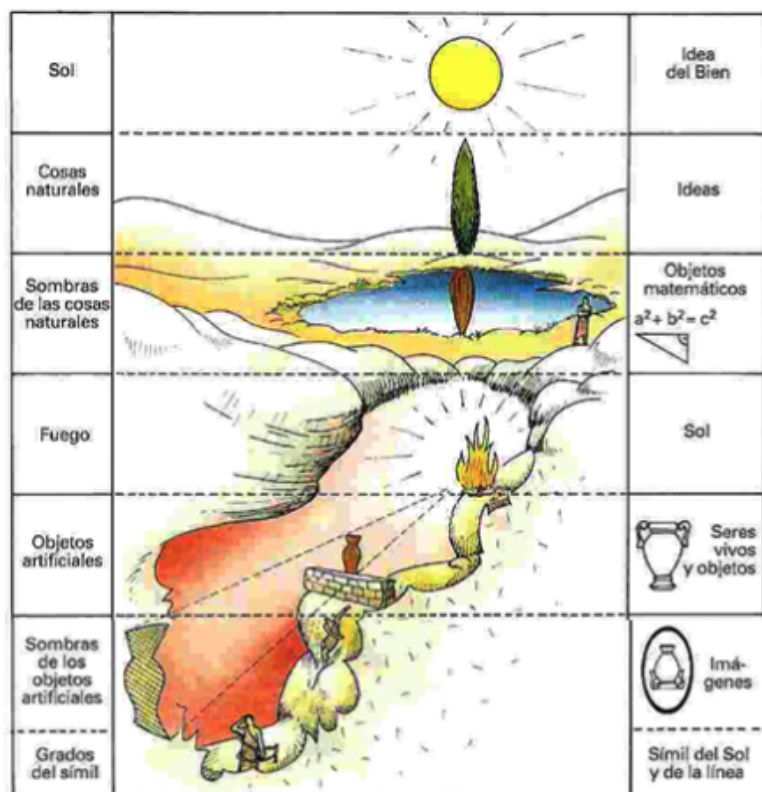 Sol
Idea
del Bien
Cosas
naturales
Ideas
Sombras
de las cosas
naturales
Objetos
matemáticos
a² + b² = c²
Fuego
Sol
Objetos
artificiales
Seres
vivos
y objetos
Sombras
de los
objetos
artificiales
Imá-
genes
Grados
del símil
Símil del Sol
y de la línea